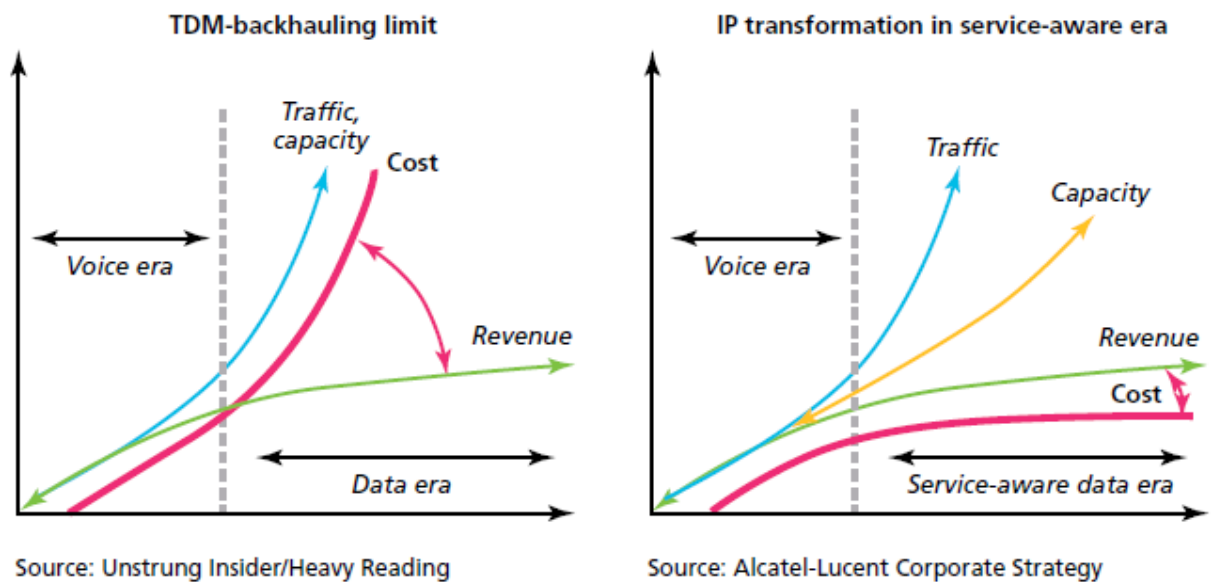 TDM-backhauling limit
Traffic,
capacity
Cost
Voice era
Revenue
Data era
Source: Unstrung Insider/Heavy Reading
IP transformation in service-aware era
Traffic
Capacity
Voice era
Revenue
Cost
Service-aware data era
Source: Alcatel-Lucent Corporate Strategy